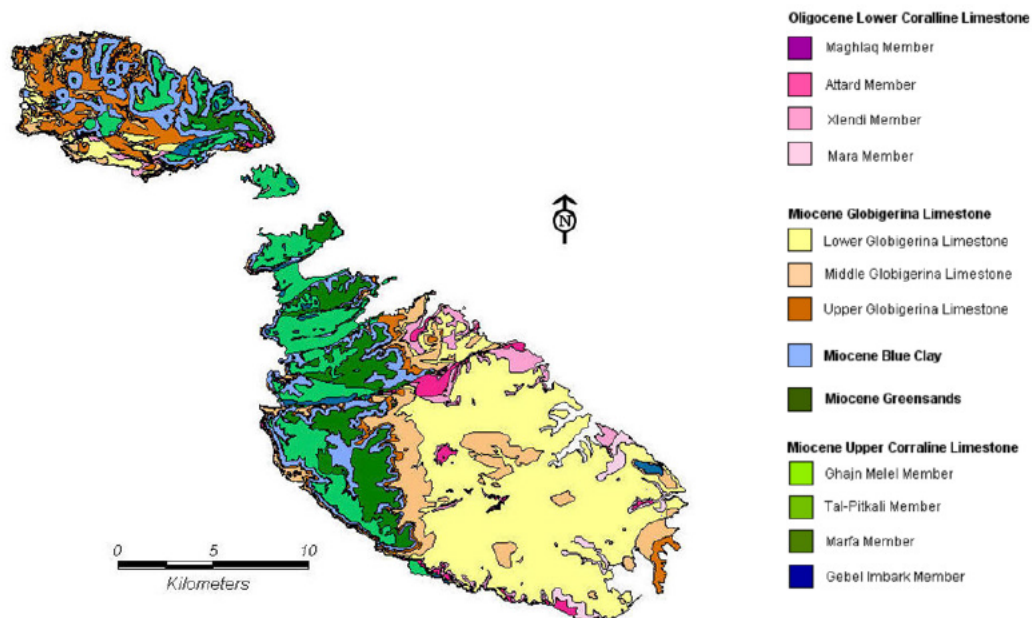 Oligocene Lower Coralline Limestone
Maghlaq Member
Attard Member
Xlendi Member
Mara Member
Miocene Globigerina Limestone
Lower Globigerina Limestone
Middle Globigerina Limestone
Upper Globigerina Limestone
Miocene Blue Clay
Miocene Greensands
Miocene Upper Corraline Limestone
Ghajn Melel Member
Tal-Pitkali Member
Marfa Member
Gebel Imbark Member
N
0 5 10
Kilometers